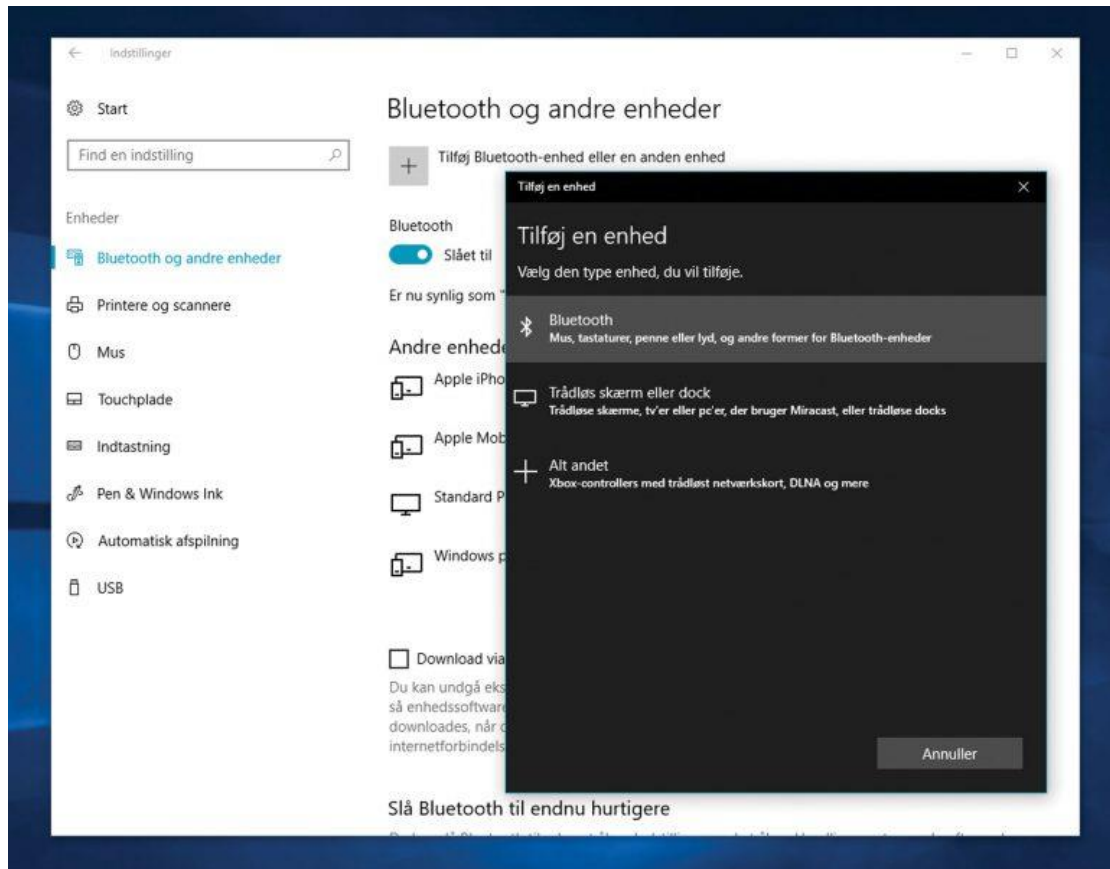 Indstillinger
Start
Find en indstilling
Enheder
Bluetooth og andre enheder
Printere og scannere
Mus
Touchplade
Indtastning
Pen & Windows Ink
Automatisk afspilning
USB
Bluetooth og andre enheder
Tilføj Bluetooth-enhed eller en anden enhed
Bluetooth
Slået til
Er nu synlig som "
Andre enhede
Apple iPho
Apple Mob
Standard P
Windows p
Download via
Du kan undgå eks
så enhedssoftware
downloades, når d
internetforbindels
Slå Bluetooth til endnu hurtigere
Tilføj en enhed
Tilføj en enhed
Vælg den type enhed, du vil tilføje.
Bluetooth
Mus, tastaturer, penne eller lyd, og andre former for Bluetooth-enheder
Trådløs skærm eller dock
Trådløse skærme, tv'er eller pc'er, der bruger Miracast, eller trådløse docks
Alt andet
Xbox-controllers med trådløst netværkskort, DLNA og mere
Annuller